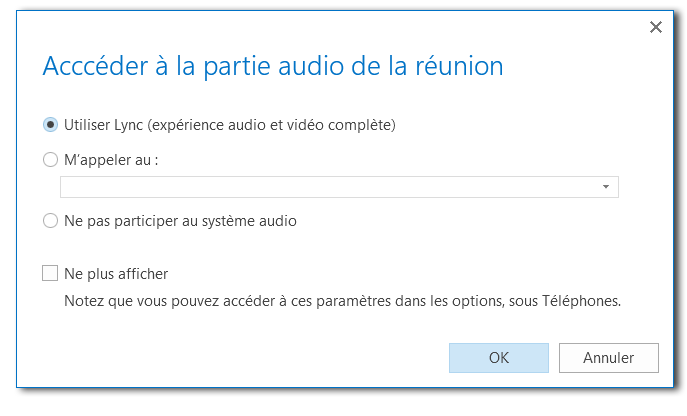 Acccéder à la partie audio de la réunion
Utiliser Lync (expérience audio et vidéo complète)
M'appeler au :
Ne pas participer au système audio
Ne plus afficher
Notez que vous pouvez accéder à ces paramètres dans les options, sous Téléphones.
OK
Annuler